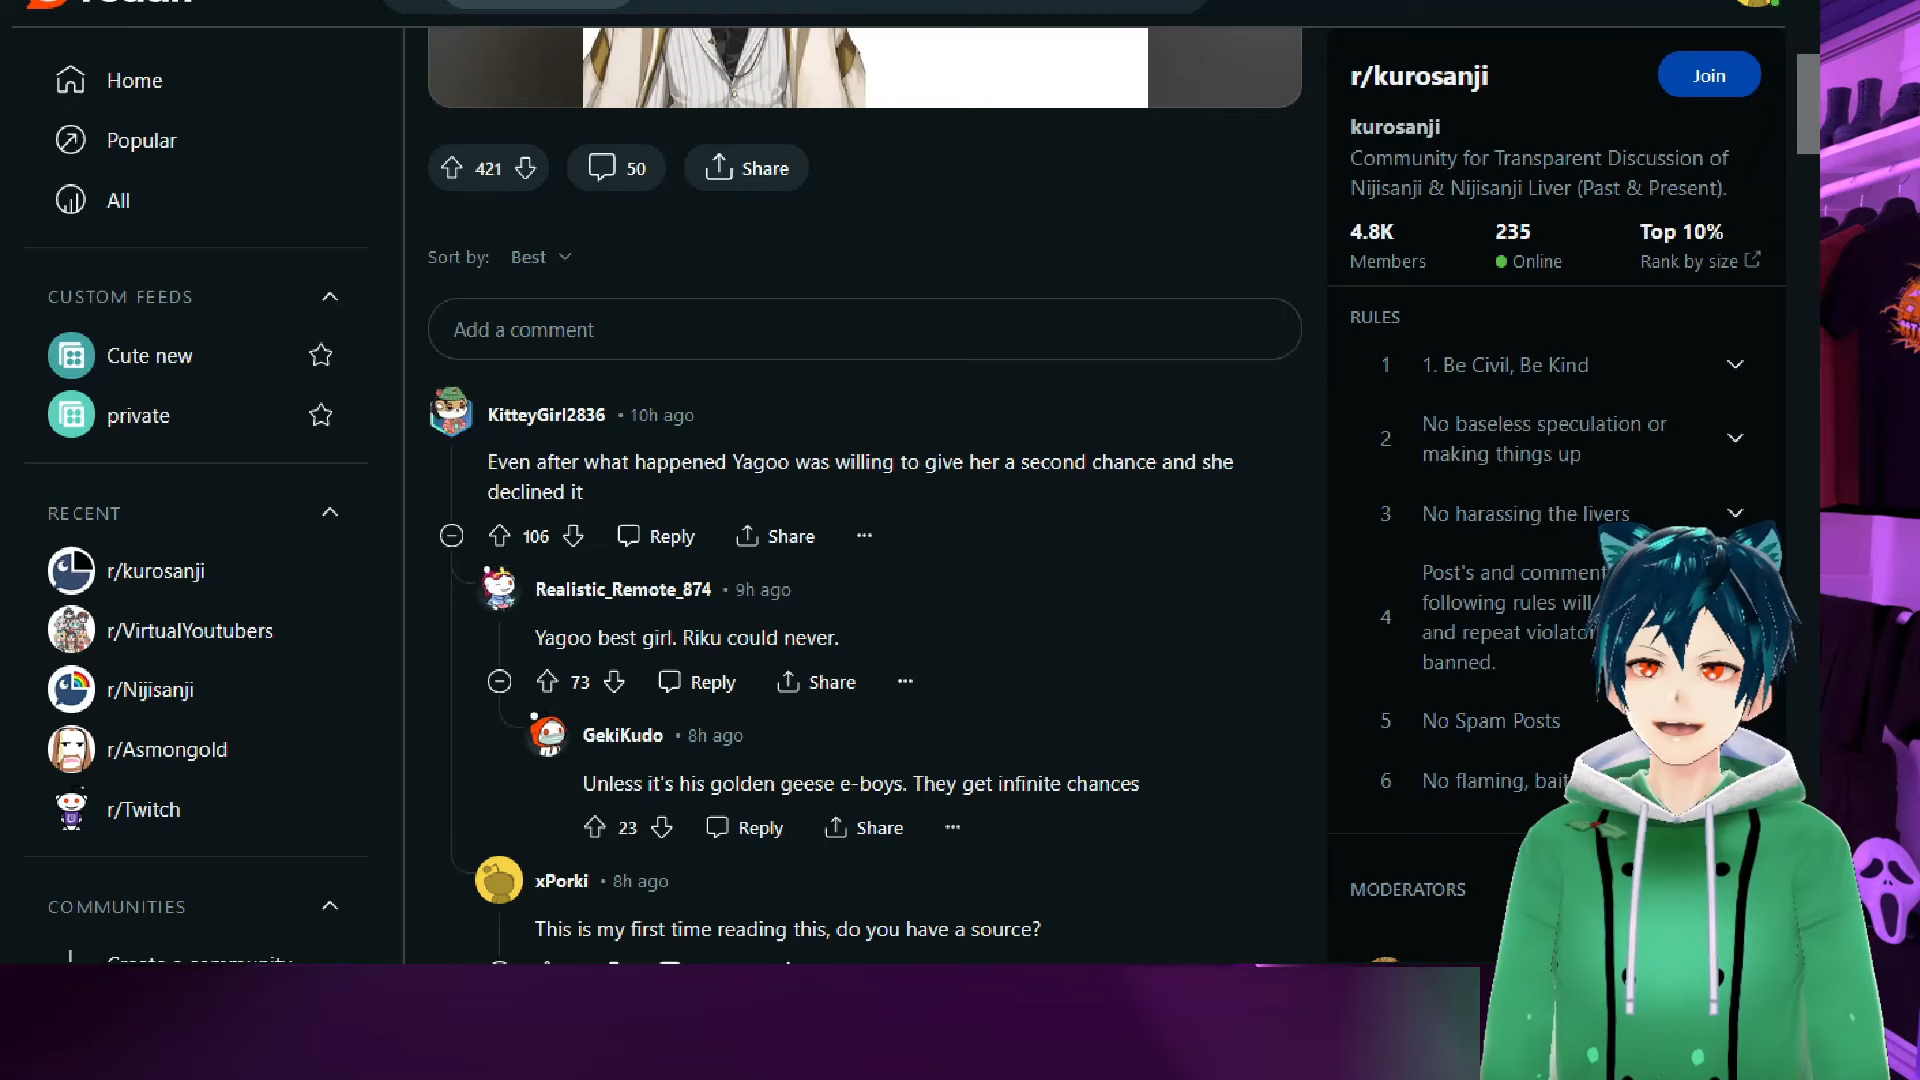 Home
Popular
All
CUSTOM FEEDS
Cute new
private
RECENT
r/kurosanji
r/VirtualYoutubers
r/Nijisanji
r/Asmongold
r/Twitch
COMMUNITIES
Create a community
421
50
Share
Sort by: Best
Add a comment
KitteyGirl2836 • 10h ago
Even after what happened Yagoo was willing to give her a second chance and she
declined it
106 Reply Share ...
Realistic_Remote_874 • 9h ago
Yagoo best girl. Riku could never.
73 Reply Share ...
GekiKudo • 8h ago
Unless it's his golden geese e-boys. They get infinite chances
23 Reply Share ...
xPorki • 8h ago
This is my first time reading this, do you have a source?
r/kurosanji Join
kurosanji
Community for Transparent Discussion of
Nijisanji & Nijisanji Liver (Past & Present).
4.8K 235 Top 10%
Members Online Rank by size
RULES
1 1. Be Civil, Be Kind
2 No baseless speculation or
making things up
3 No harassing the livers
4 Post's and comment
following rules will
and repeat violator
banned.
5 No Spam Posts
6 No flaming, bait
MODERATORS